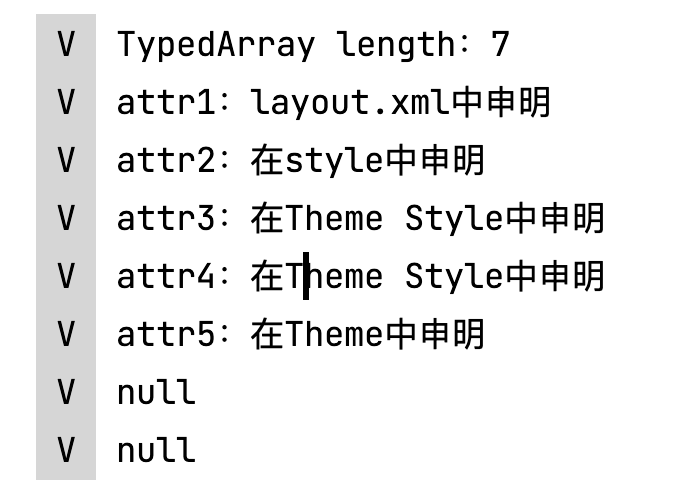 V TypedArray length: 7
V attr1: layout.xml中申明
V attr2: 在style中申明
V attr3: 在Theme Style中申明
V attr4: 在Theme Style中申明
V attr5: 在Theme中申明
V null
V null